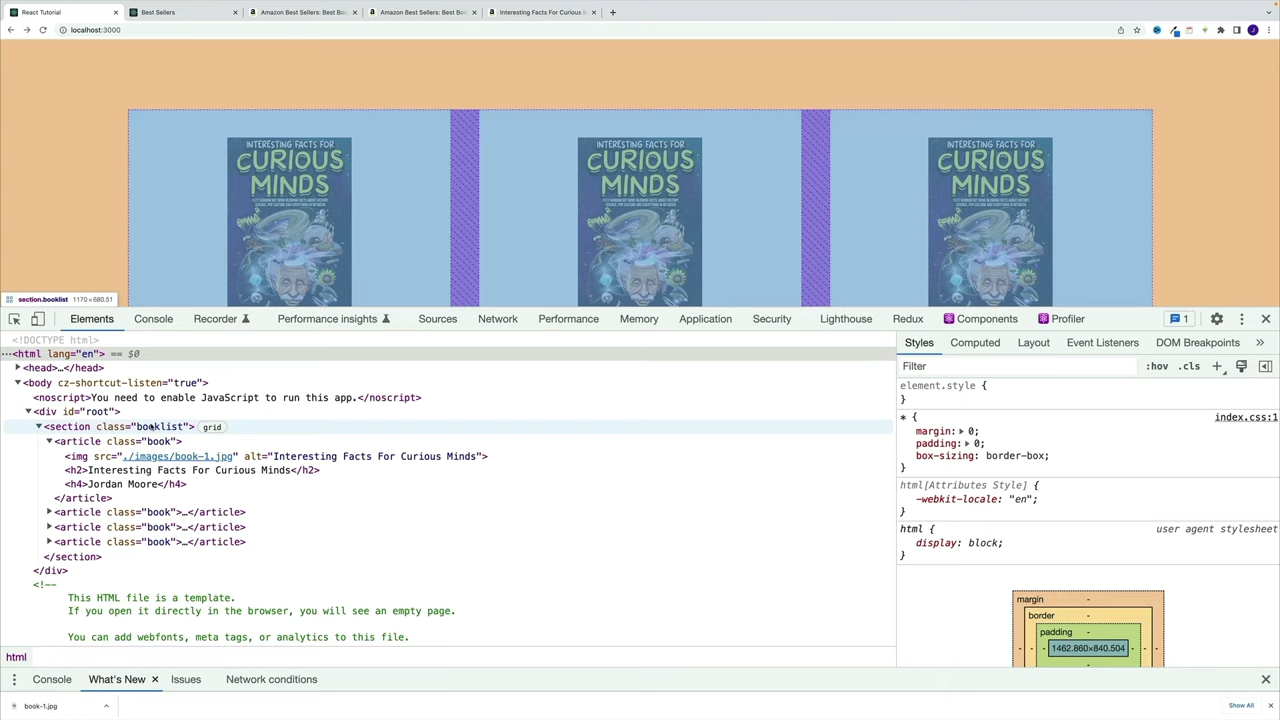 React Tutorial
Best Sellers
Amazon Best Sellers: Best Boo
Amazon Best Sellers: Best Boo
Interesting Facts For Curious M
localhost:3000
INTERESTING FACTS FOR
CURIOUS
MINDS
INTERESTING FACTS FOR
CURIOUS
MINDS
INTERESTING FACTS FOR
CURIOUS
MINDS
section.booklist 1170×680.51
Elements
Console
Recorder
Performance insights
Sources
Network
Performance
Memory
Application
Security
Lighthouse
Redux
Components
Profiler
1
<!DOCTYPE html>
<html lang="en"> == $0
<head>…</head>
<body cz-shortcut-listen="true">
<noscript>You need to enable JavaScript to run this app.</noscript>
<div id="root">
<section class="booklist"> grid
<article class="book">
<img src="./images/book-1.jpg" alt="Interesting Facts For Curious Minds">
<h2>Interesting Facts For Curious Minds</h2>
<h4>Jordan Moore</h4>
</article>
<article class="book">…</article>
<article class="book">…</article>
<article class="book">…</article>
</section>
</div>
<!--
This HTML file is a template.
If you open it directly in the browser, you will see an empty page.
You can add webfonts, meta tags, or analytics to this file.
html
Styles
Computed
Layout
Event Listeners
DOM Breakpoints
Filter
:hov .cls
element.style {
}
* {
index.css:1
margin: 0;
padding: 0;
box-sizing: border-box;
}
html[Attributes Style] {
-webkit-locale: "en";
}
html {
user agent stylesheet
display: block;
}
margin -
border -
padding -
- - - 1462.860×840.504 - - -
Console
What's New
Issues
Network conditions
book-1.jpg
Show All